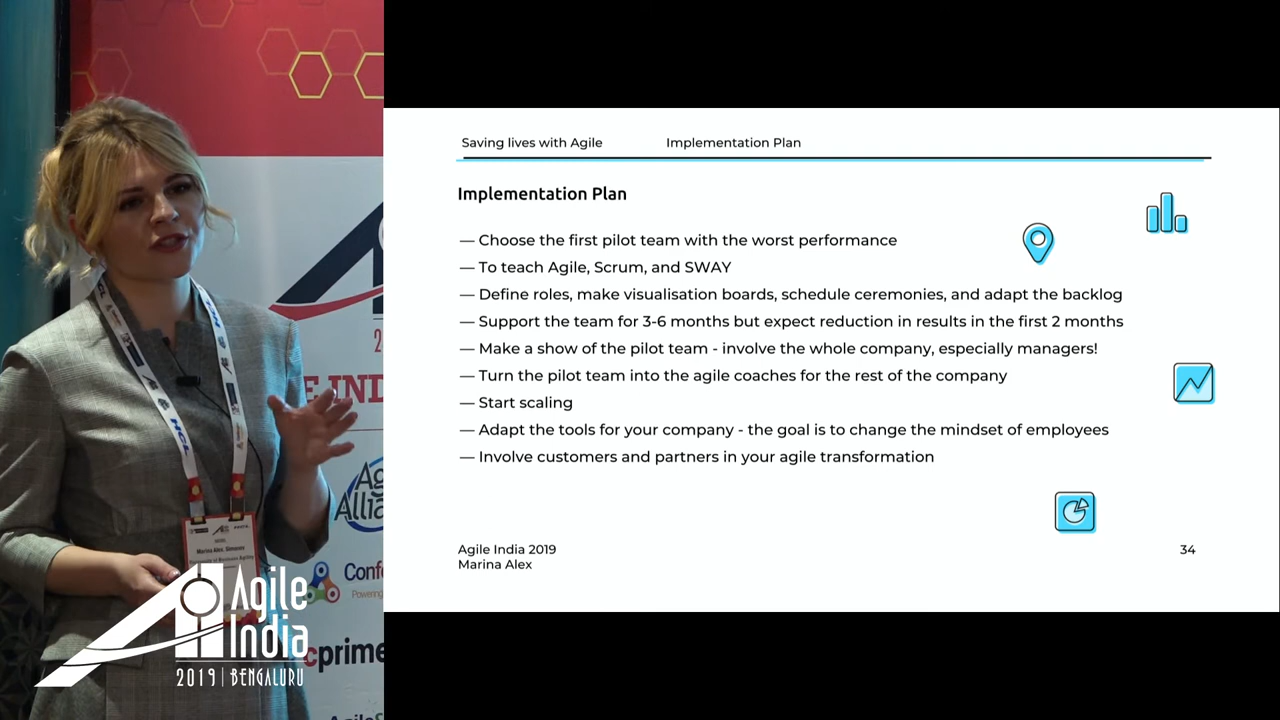 Saving lives with Agile
Implementation Plan
Implementation Plan
— Choose the first pilot team with the worst performance
— To teach Agile, Scrum, and SWAY
— Define roles, make visualisation boards, schedule ceremonies, and adapt the backlog
— Support the team for 3-6 months but expect reduction in results in the first 2 months
— Make a show of the pilot team - involve the whole company, especially managers!
— Turn the pilot team into the agile coaches for the rest of the company
— Start scaling
— Adapt the tools for your company - the goal is to change the mindset of employees
— Involve customers and partners in your agile transformation
Agile India 2019
Marina Alex
34
HCL
HCL
Marina Alex
cprime
Agile
India
2019 | BENGALURU